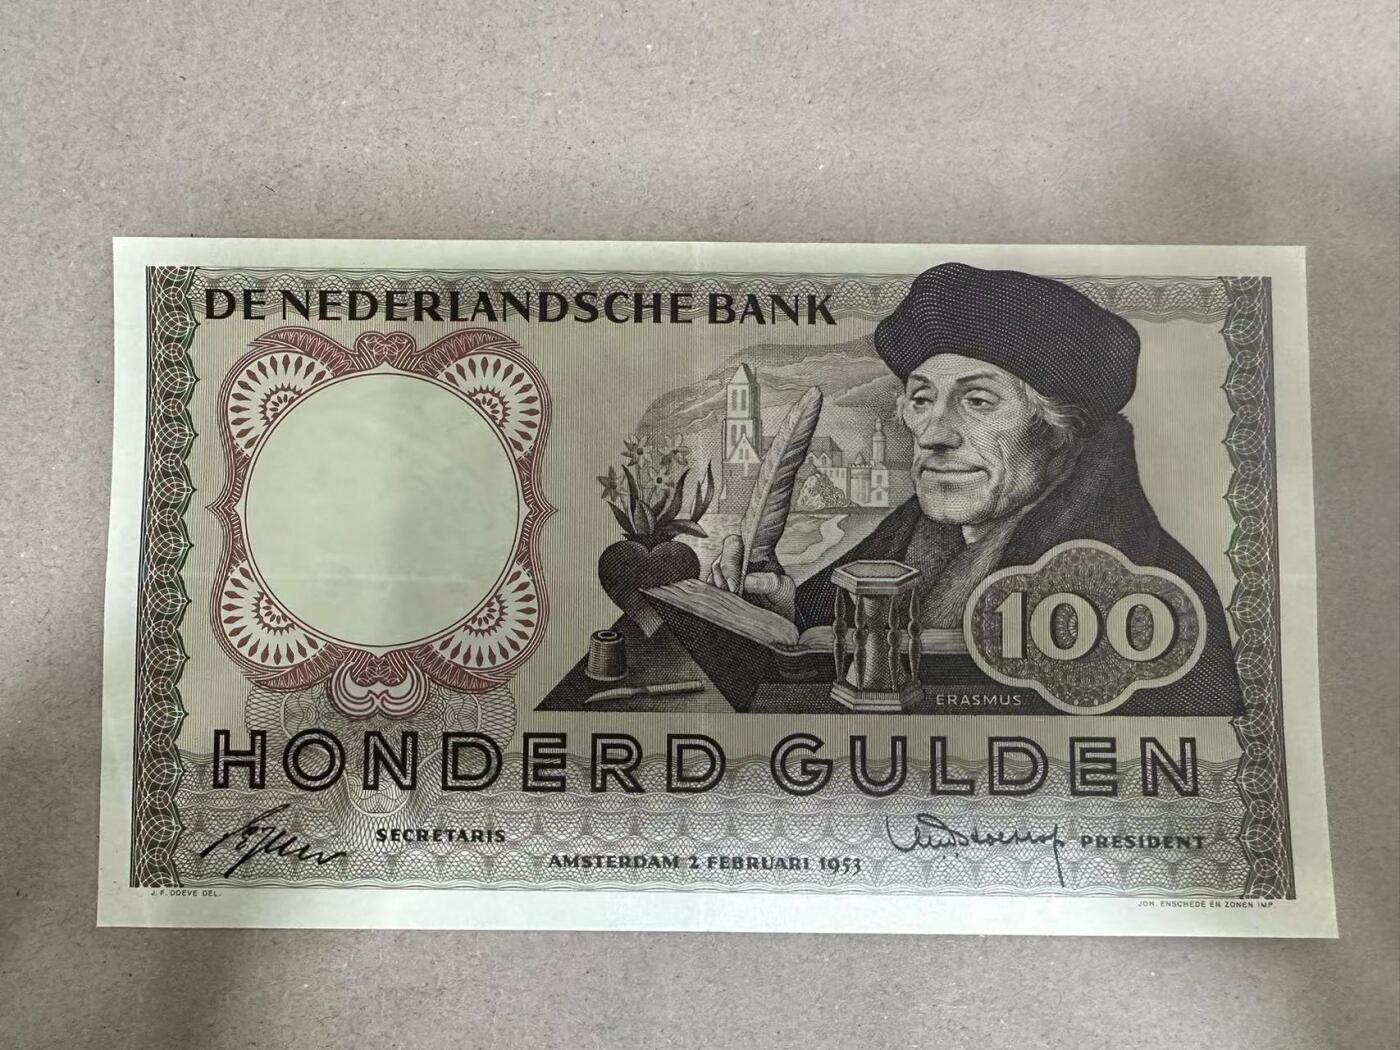 DE NEDERLANDSCHE BANK
100
ERASMUS
HONDERD GULDEN
SECRETARIS
PRESIDENT
AMSTERDAM 2 FEBRUARI 1953
J. F. DOEVE DEL.
JOH. ENSCHEDÉ EN ZONEN IMP.